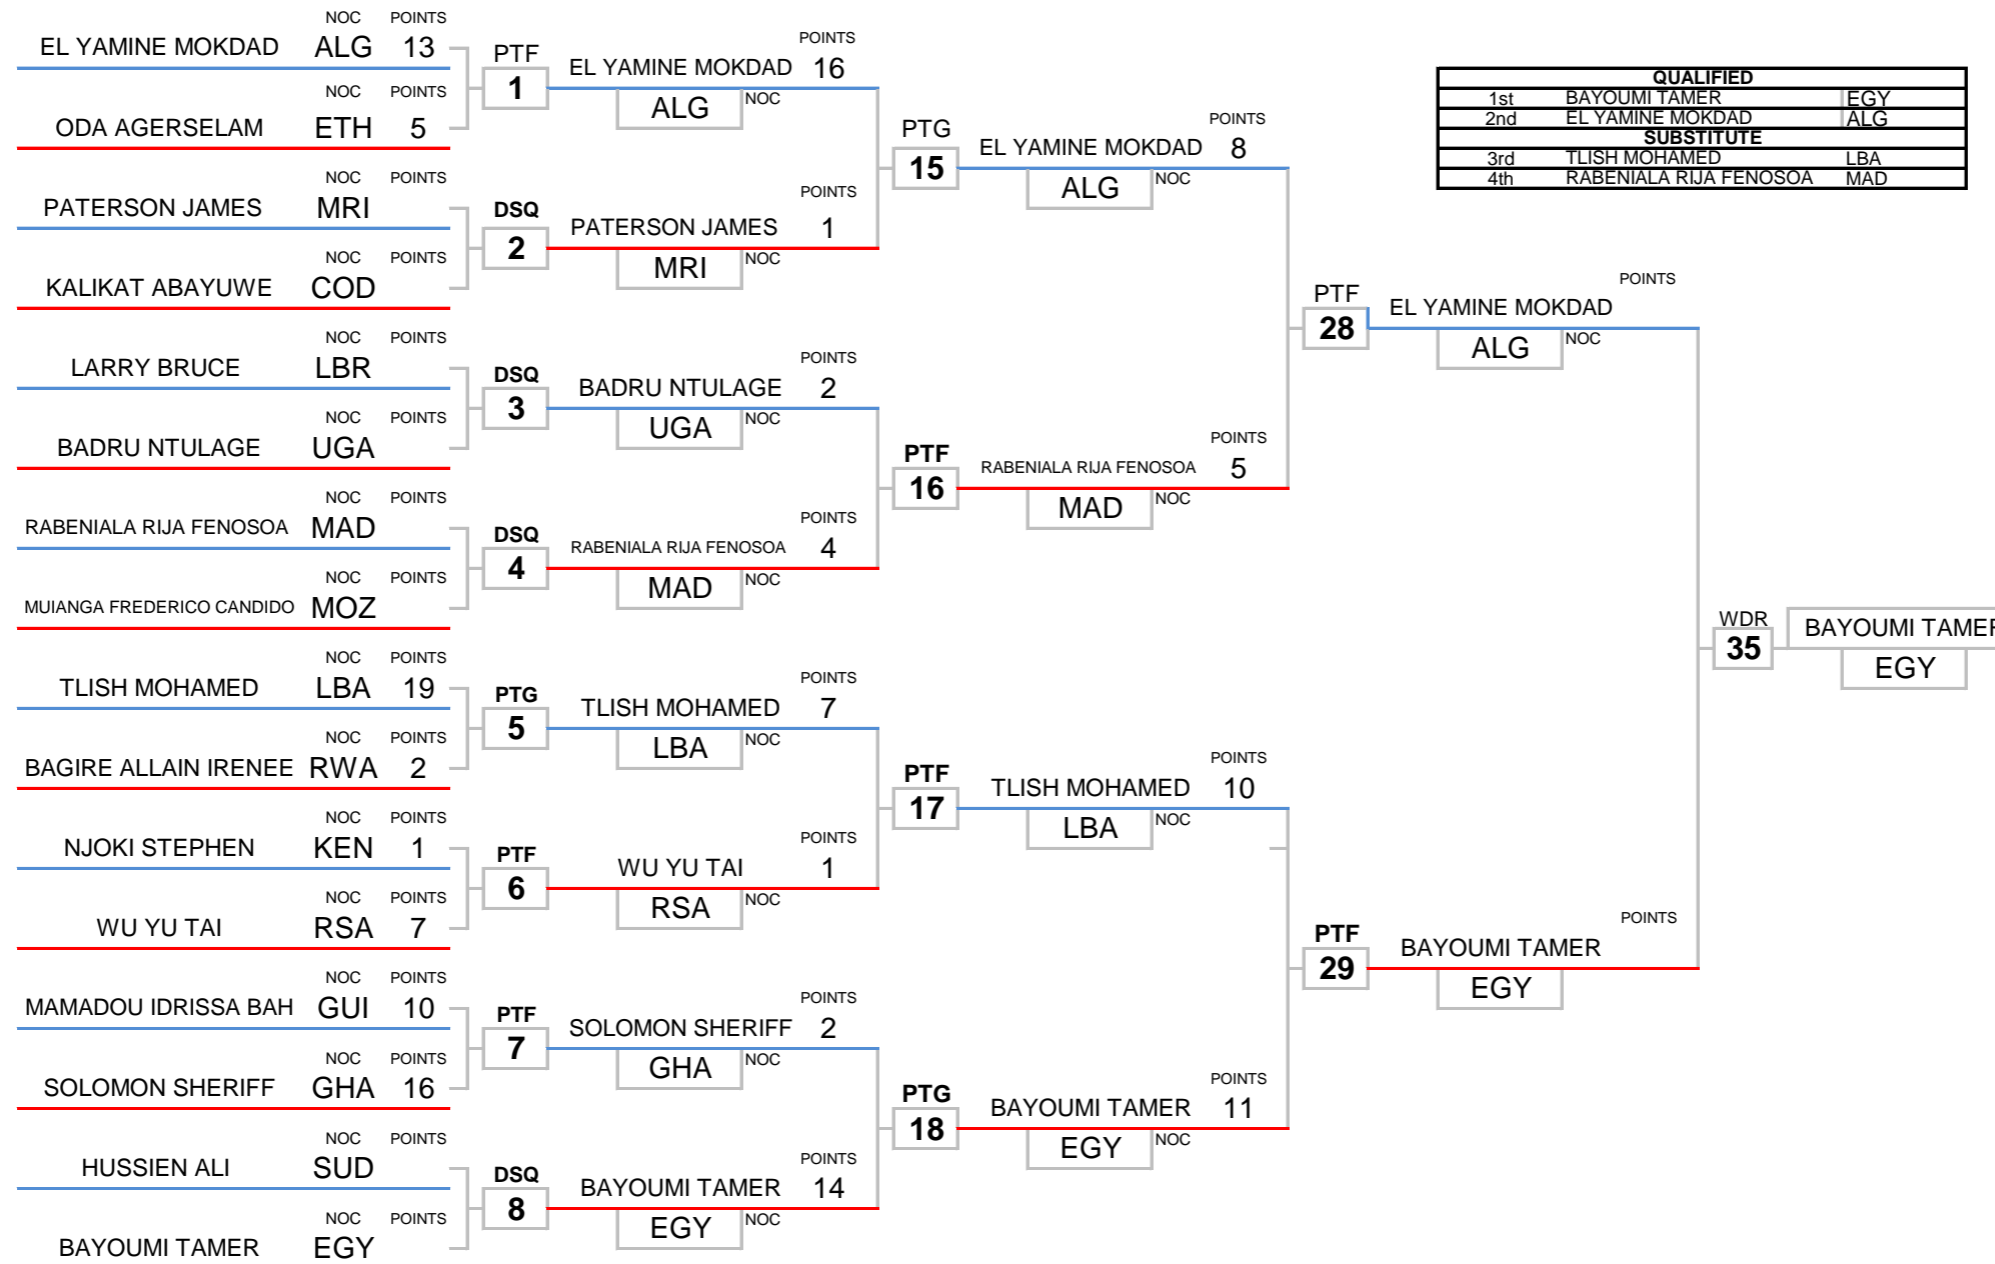 NOC POINTS
EL YAMINE MOKDAD ALG 13
NOC POINTS
ODA AGERSELAM ETH 5
NOC POINTS
PATERSON JAMES MRI
NOC POINTS
KALIKAT ABAYUWE COD
NOC POINTS
LARRY BRUCE LBR
NOC POINTS
BADRU NTULAGE UGA
NOC POINTS
RABENIALA RIJA FENOSOA MAD
NOC POINTS
MUIANGA FREDERICO CANDIDO MOZ
NOC POINTS
TLISH MOHAMED LBA 19
NOC POINTS
BAGIRE ALLAIN IRENEE RWA 2
NOC POINTS
NJOKI STEPHEN KEN 1
NOC POINTS
WU YU TAI RSA 7
NOC POINTS
MAMADOU IDRISSA BAH GUI 10
NOC POINTS
SOLOMON SHERIFF GHA 16
NOC POINTS
HUSSIEN ALI SUD
NOC POINTS
BAYOUMI TAMER EGY
PTF
1
DSQ
2
DSQ
3
DSQ
4
PTG
5
PTF
6
PTF
7
DSQ
8
POINTS
EL YAMINE MOKDAD 16
ALG NOC
POINTS
PATERSON JAMES 1
MRI NOC
POINTS
BADRU NTULAGE 2
UGA NOC
POINTS
RABENIALA RIJA FENOSOA 4
MAD NOC
POINTS
TLISH MOHAMED 7
LBA NOC
POINTS
WU YU TAI 1
RSA NOC
POINTS
SOLOMON SHERIFF 2
GHA NOC
POINTS
BAYOUMI TAMER 14
EGY NOC
PTG
15
PTF
16
PTF
17
PTG
18
POINTS
EL YAMINE MOKDAD 8
ALG NOC
POINTS
RABENIALA RIJA FENOSOA 5
MAD NOC
POINTS
TLISH MOHAMED 10
LBA NOC
POINTS
BAYOUMI TAMER 11
EGY NOC
PTF
28
PTF
29
POINTS
EL YAMINE MOKDAD
ALG NOC
POINTS
BAYOUMI TAMER
EGY
WDR
35
BAYOUMI TAMER
EGY
QUALIFIED
1st BAYOUMI TAMER EGY
2nd EL YAMINE MOKDAD ALG
SUBSTITUTE
3rd TLISH MOHAMED LBA
4th RABENIALA RIJA FENOSOA MAD